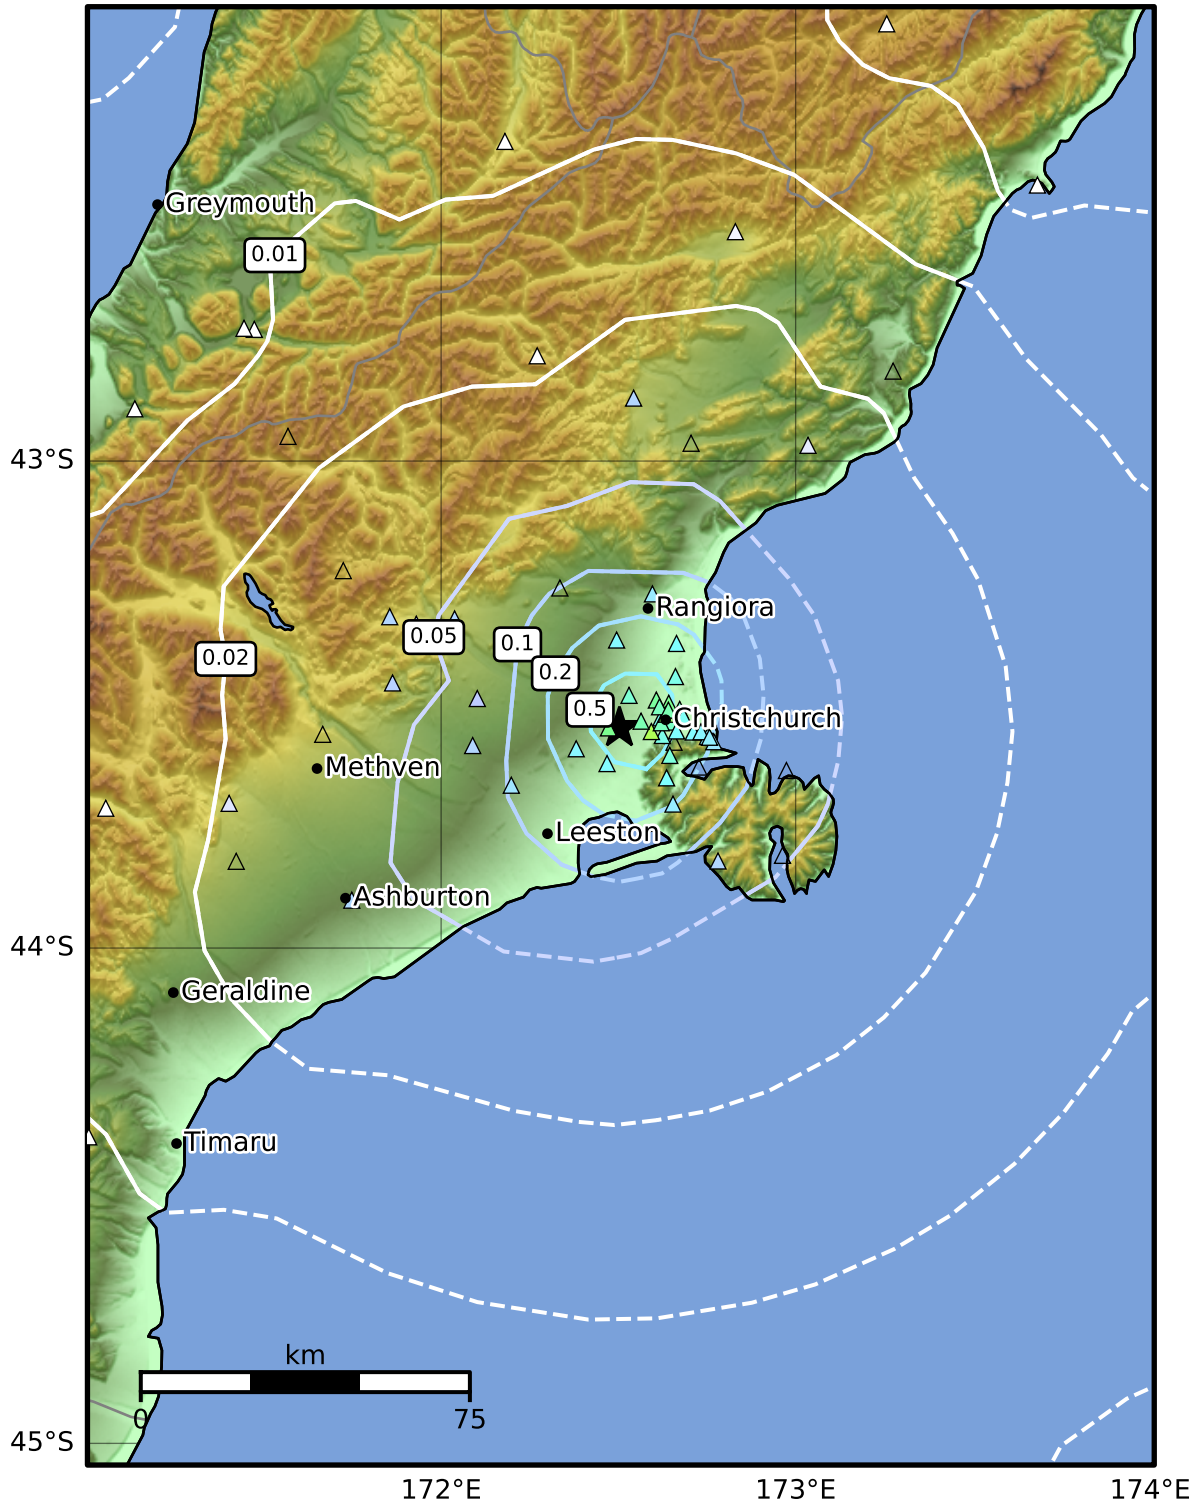 Greymouth
0.01
43°S
Rangiora
0.05
0.1
0.02
0.2
0.5
Christchurch
Methven
Leeston
Ashburton
44°S
Geraldine
Timaru
km
0
75
45°S
172°E
173°E
174°E